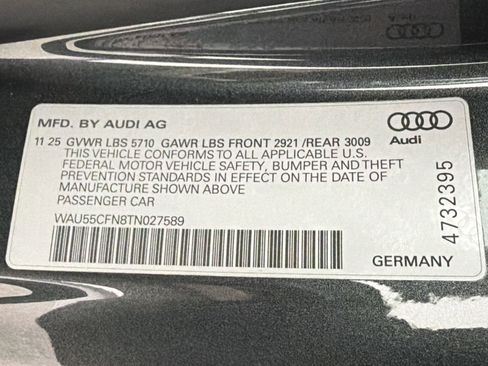 MFD. BY AUDI AG
Audi
11 25 GVWR LBS 5710 GAWR LBS FRONT 2921 /REAR 3009
THIS VEHICLE CONFORMS TO ALL APPLICABLE U.S.
FEDERAL MOTOR VEHICLE SAFETY, BUMPER AND THEFT
PREVENTION STANDARDS IN EFFECT ON THE DATE OF
MANUFACTURE SHOWN ABOVE
PASSENGER CAR
WAU55CFN8TN027589
4732395
GERMANY